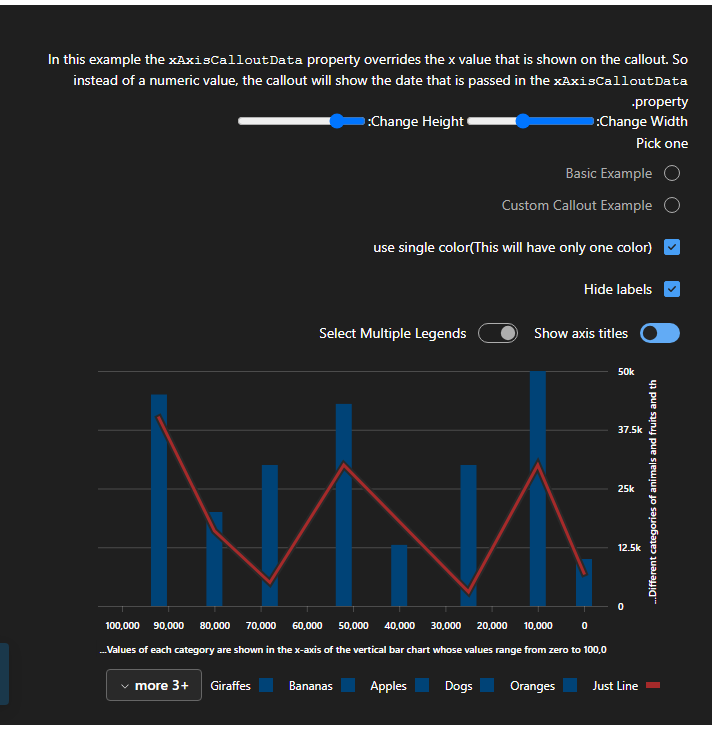 In this example the xAxisCalloutData property overrides the x value that is shown on the callout. So
instead of a numeric value, the callout will show the date that is passed in the xAxisCalloutData
.property
:Change Width :Change Height
Pick one
Basic Example
Custom Callout Example
use single color(This will have only one color)
Hide labels
Show axis titles Select Multiple Legends
50k
37.5k
25k
12.5k
0
...Different categories of animals and fruits and th
100,000 90,000 80,000 70,000 60,000 50,000 40,000 30,000 20,000 10,000 0
...Values of each category are shown in the x-axis of the vertical bar chart whose values range from zero to 100,0
more 3+ Giraffes Bananas Apples Dogs Oranges Just Line